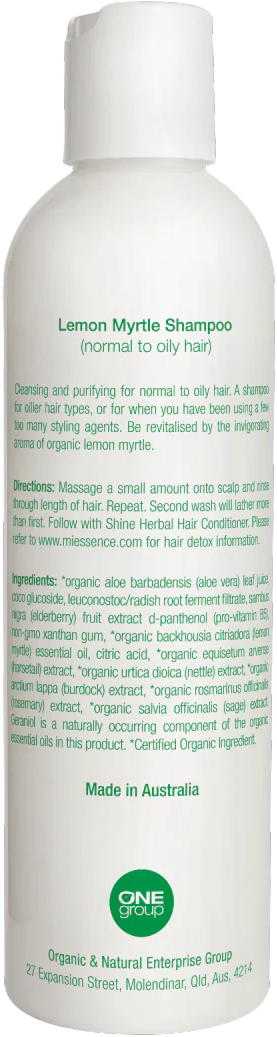 Lemon Myrtle Shampoo
(normal to oily hair)
Cleansing and purifying for normal to oily hair. A shampoo
for oilier hair types, or for when you have been using a few
too many styling agents. Be revitalised by the invigorating
aroma of organic lemon myrtle.
Directions: Massage a small amount onto scalp and rinse
through length of hair. Repeat. Second wash will lather more
than first. Follow with Shine Herbal Hair Conditioner. Please
refer to www.miessence.com for hair detox information.
Ingredients: *organic aloe barbadensis (aloe vera) leaf juice,
coco glucoside, leuconostoc/radish root ferment filtrate, sambus
nigra (elderberry) fruit extract d-panthenol (pro-vitamin B5),
non-gmo xanthan gum, *organic backhousia citriadora (lemon
myrtle) essential oil, citric acid, *organic equisetum arvense
(horsetail) extract, *organic urtica dioica (nettle) extract, *organic
arctium lappa (burdock) extract, *organic rosmarinus officinalis
(rosemary) extract, *organic salvia officinalis (sage) extract.
Geraniol is a naturally occurring component of the organic
essential oils in this product. *Certified Organic Ingredient.
Made in Australia
ONE
group
Organic & Natural Enterprise Group
27 Expansion Street, Molendinar, Qld, Aus, 4214